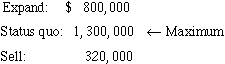 Expand: $ 800,000
Status quo: 1,300,000 ← Maximum
Sell: 320,000